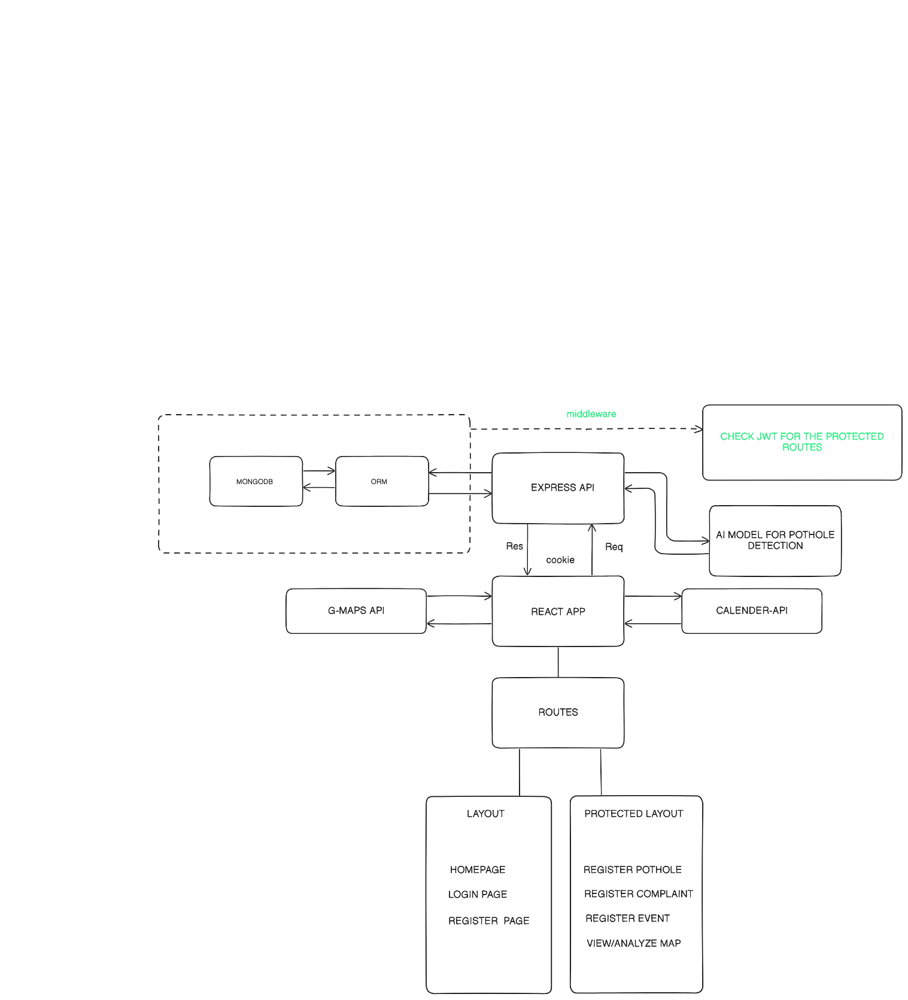 middleware
CHECK JWT FOR THE PROTECTED
ROUTES
MONGODB
ORM
EXPRESS API
AI MODEL FOR POTHOLE
DETECTION
Res
Req
cookie
G-MAPS API
REACT APP
CALENDER-API
ROUTES
LAYOUT
HOMEPAGE
LOGIN PAGE
REGISTER PAGE
PROTECTED LAYOUT
REGISTER POTHOLE
REGISTER COMPLAINT
REGISTER EVENT
VIEW/ANALYZE MAP